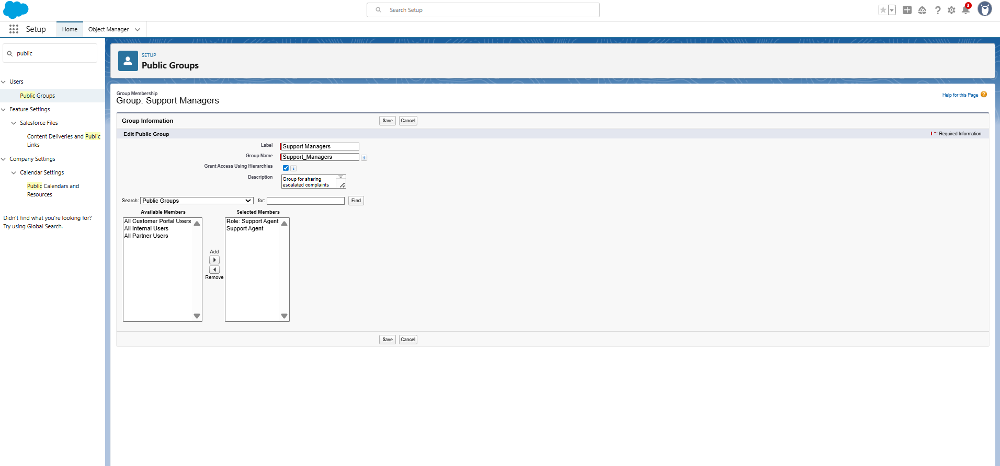 Search Setup
3
Setup
Home
Object Manager
public
Users
Public Groups
Feature Settings
Salesforce Files
Content Deliveries and Public
Links
Company Settings
Calendar Settings
Public Calendars and
Resources
Didn't find what you're looking for?
Try using Global Search.
SETUP
Public Groups
Group Membership
Group: Support Managers
Help for this Page ?
Group Information
Save
Cancel
Edit Public Group
*= Required Information
Label
Support Managers
Group Name
Support_Managers
i
Grant Access Using Hierarchies
i
Description
Group for sharing
escalated complaints
Search:
Public Groups
for:
Find
Available Members
Selected Members
All Customer Portal Users
All Internal Users
All Partner Users
Add
Remove
Role: Support Agent
Support Agent
Save
Cancel